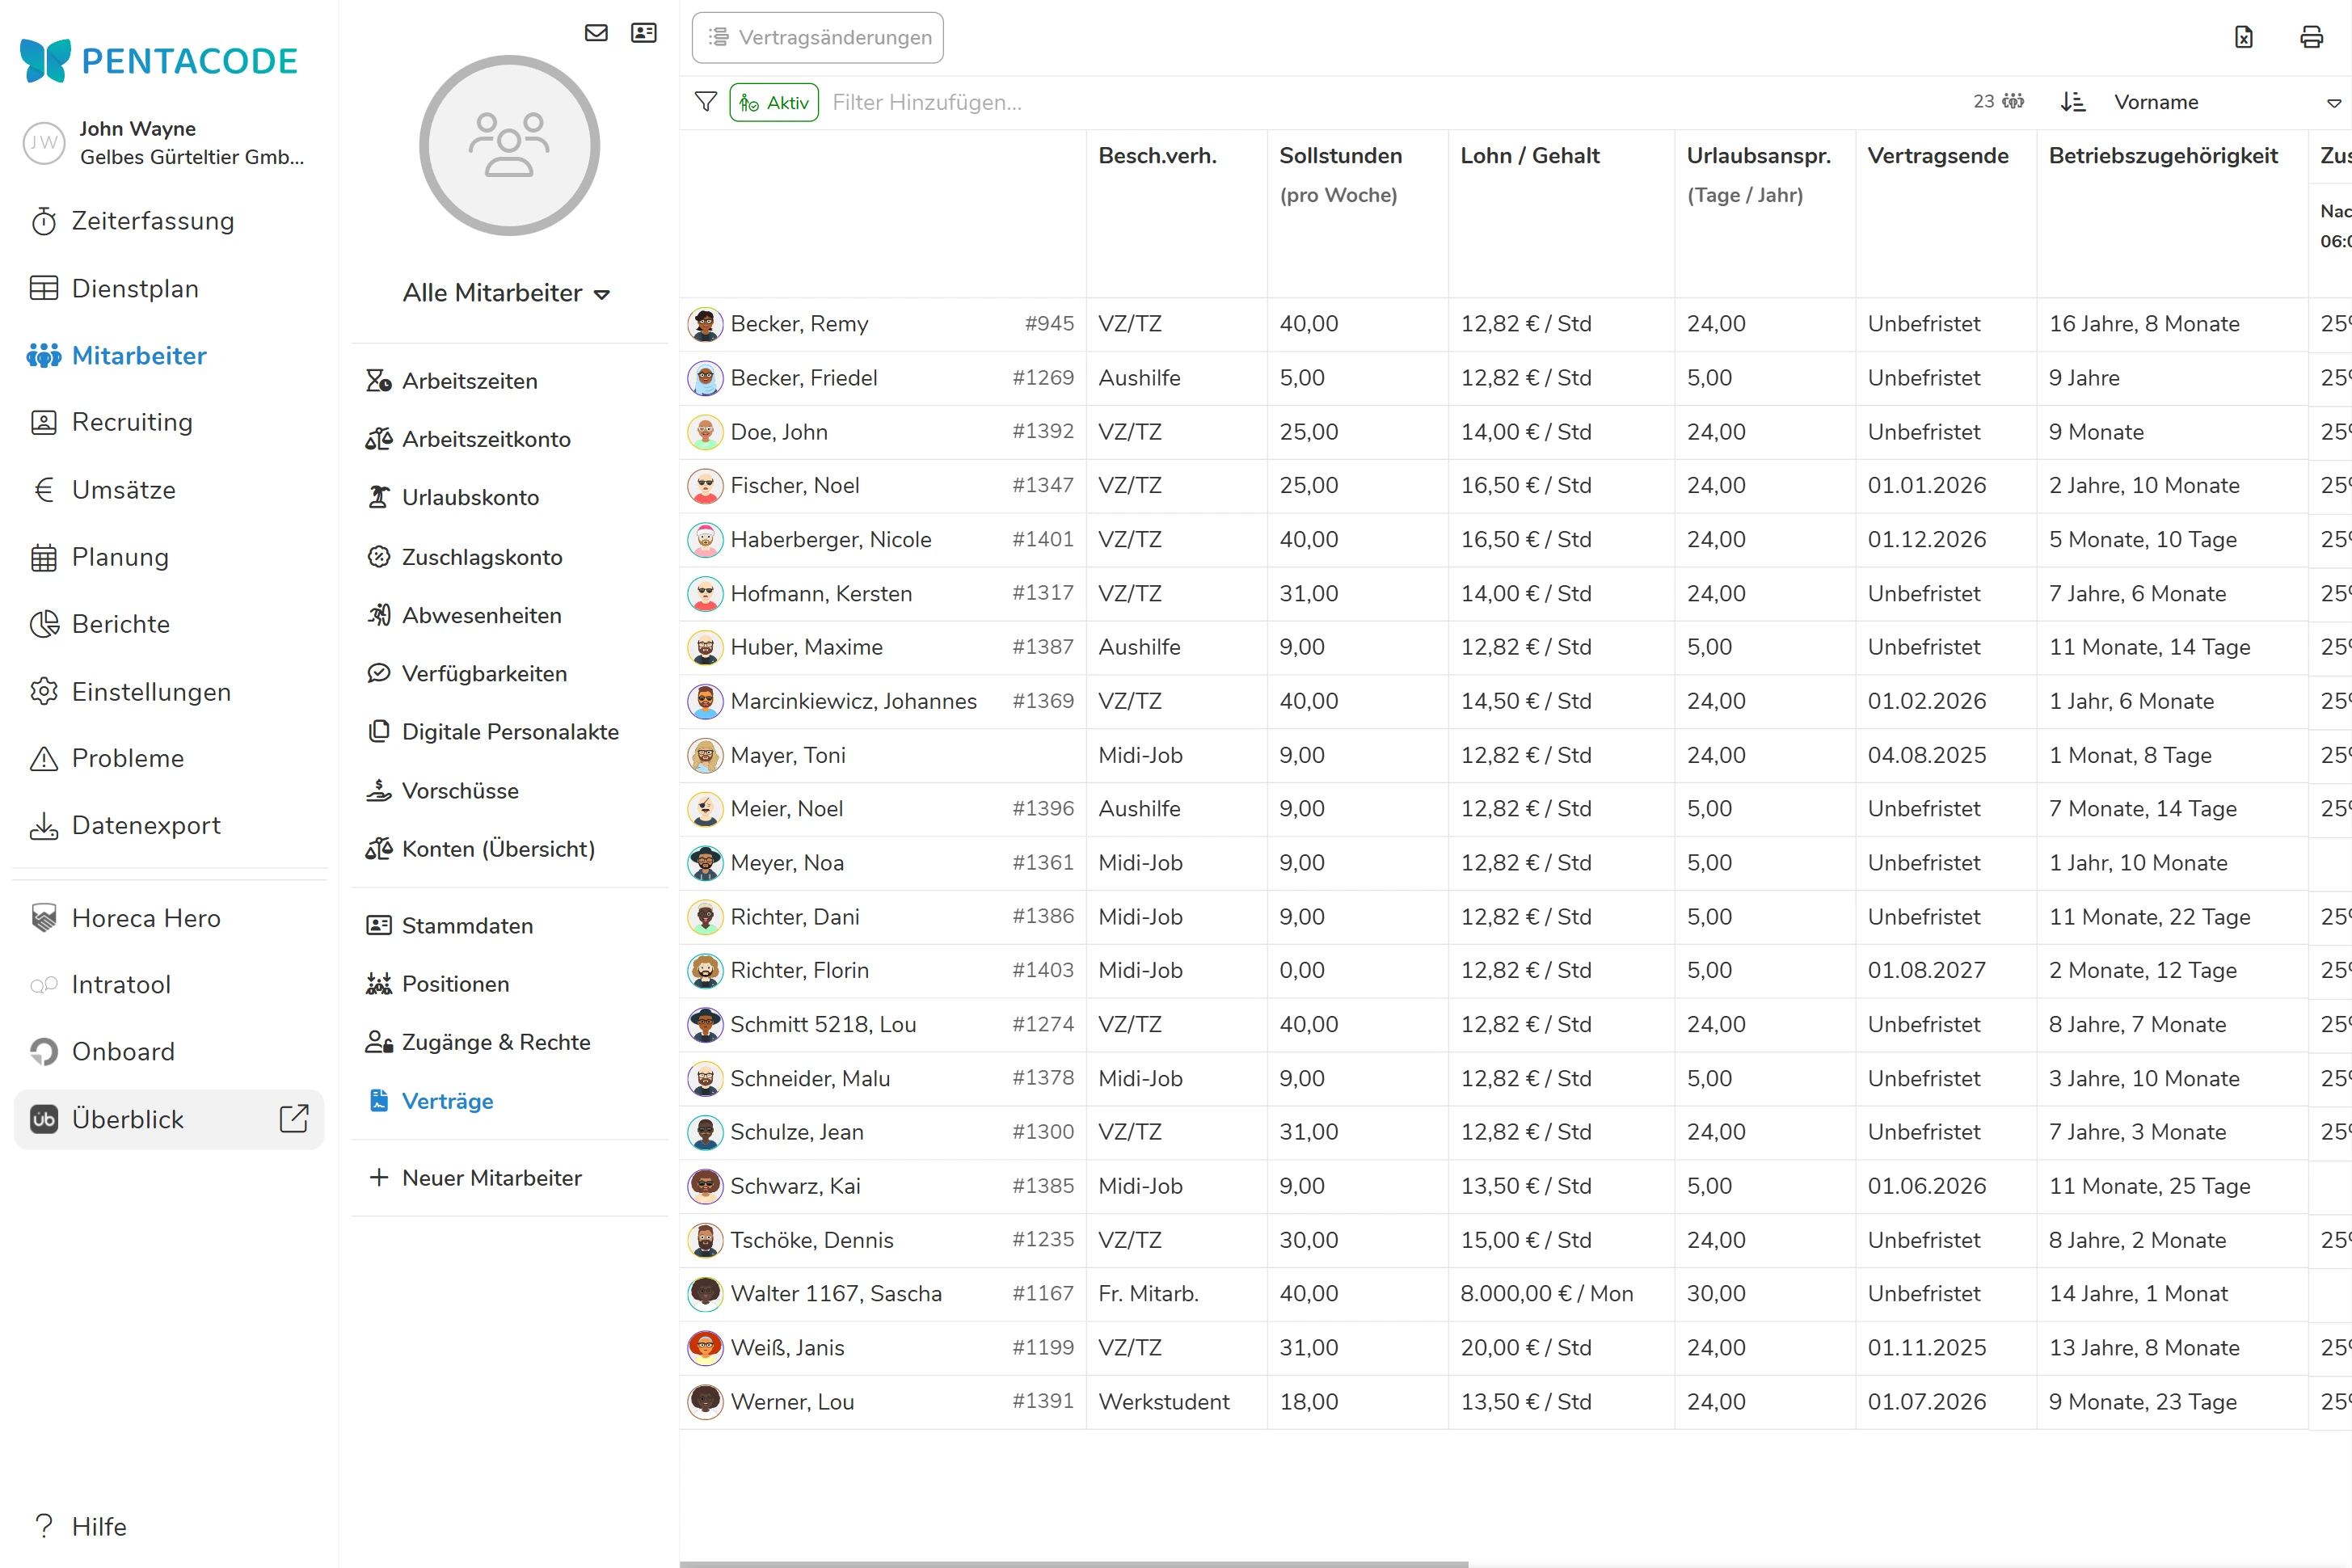 PENTACODE
JW
John Wayne
Gelbes Gürteltier Gmb...
Zeiterfassung
Dienstplan
Mitarbeiter
Recruiting
Umsätze
Planung
Berichte
Einstellungen
Probleme
Datenexport
Horeca Hero
Intratool
Onboard
üb Überblick
Hilfe
Alle Mitarbeiter
Arbeitszeiten
Arbeitszeitkonto
Urlaubskonto
Zuschlagskonto
Abwesenheiten
Verfügbarkeiten
Digitale Personalakte
Vorschüsse
Konten (Übersicht)
Stammdaten
Positionen
Zugänge & Rechte
Verträge
Neuer Mitarbeiter
Vertragsänderungen
Aktiv Filter Hinzufügen... 23 Vorname
Besch.verh. Sollstunden Lohn / Gehalt Urlaubsanspr. Vertragsende Betriebszugehörigkeit Zus
(pro Woche) (Tage / Jahr) Nac
06:0
Becker, Remy #945 VZ/TZ 40,00 12,82 € / Std 24,00 Unbefristet 16 Jahre, 8 Monate 25%
Becker, Friedel #1269 Aushilfe 5,00 12,82 € / Std 5,00 Unbefristet 9 Jahre 25%
Doe, John #1392 VZ/TZ 25,00 14,00 € / Std 24,00 Unbefristet 9 Monate 25%
Fischer, Noel #1347 VZ/TZ 25,00 16,50 € / Std 24,00 01.01.2026 2 Jahre, 10 Monate 25%
Haberberger, Nicole #1401 VZ/TZ 40,00 16,50 € / Std 24,00 01.12.2026 5 Monate, 10 Tage 25%
Hofmann, Kersten #1317 VZ/TZ 31,00 14,00 € / Std 24,00 Unbefristet 7 Jahre, 6 Monate 25%
Huber, Maxime #1387 Aushilfe 9,00 12,82 € / Std 5,00 Unbefristet 11 Monate, 14 Tage 25%
Marcinkiewicz, Johannes #1369 VZ/TZ 40,00 14,50 € / Std 24,00 01.02.2026 1 Jahr, 6 Monate 25%
Mayer, Toni Midi-Job 9,00 12,82 € / Std 24,00 04.08.2025 1 Monat, 8 Tage 25%
Meier, Noel #1396 Aushilfe 9,00 12,82 € / Std 5,00 Unbefristet 7 Monate, 14 Tage 25%
Meyer, Noa #1361 Midi-Job 9,00 12,82 € / Std 5,00 Unbefristet 1 Jahr, 10 Monate
Richter, Dani #1386 Midi-Job 9,00 12,82 € / Std 5,00 Unbefristet 11 Monate, 22 Tage 25%
Richter, Florin #1403 Midi-Job 0,00 12,82 € / Std 5,00 01.08.2027 2 Monate, 12 Tage 25%
Schmitt 5218, Lou #1274 VZ/TZ 40,00 12,82 € / Std 24,00 Unbefristet 8 Jahre, 7 Monate 25%
Schneider, Malu #1378 Midi-Job 9,00 12,82 € / Std 5,00 Unbefristet 3 Jahre, 10 Monate 25%
Schulze, Jean #1300 VZ/TZ 31,00 12,82 € / Std 24,00 Unbefristet 7 Jahre, 3 Monate 25%
Schwarz, Kai #1385 Midi-Job 9,00 13,50 € / Std 5,00 01.06.2026 11 Monate, 25 Tage
Tschöke, Dennis #1235 VZ/TZ 30,00 15,00 € / Std 24,00 Unbefristet 8 Jahre, 2 Monate 25%
Walter 1167, Sascha #1167 Fr. Mitarb. 40,00 8.000,00 € / Mon 30,00 Unbefristet 14 Jahre, 1 Monat
Weiß, Janis #1199 VZ/TZ 31,00 20,00 € / Std 24,00 01.11.2025 13 Jahre, 8 Monate 25%
Werner, Lou #1391 Werkstudent 18,00 13,50 € / Std 24,00 01.07.2026 9 Monate, 23 Tage 25%